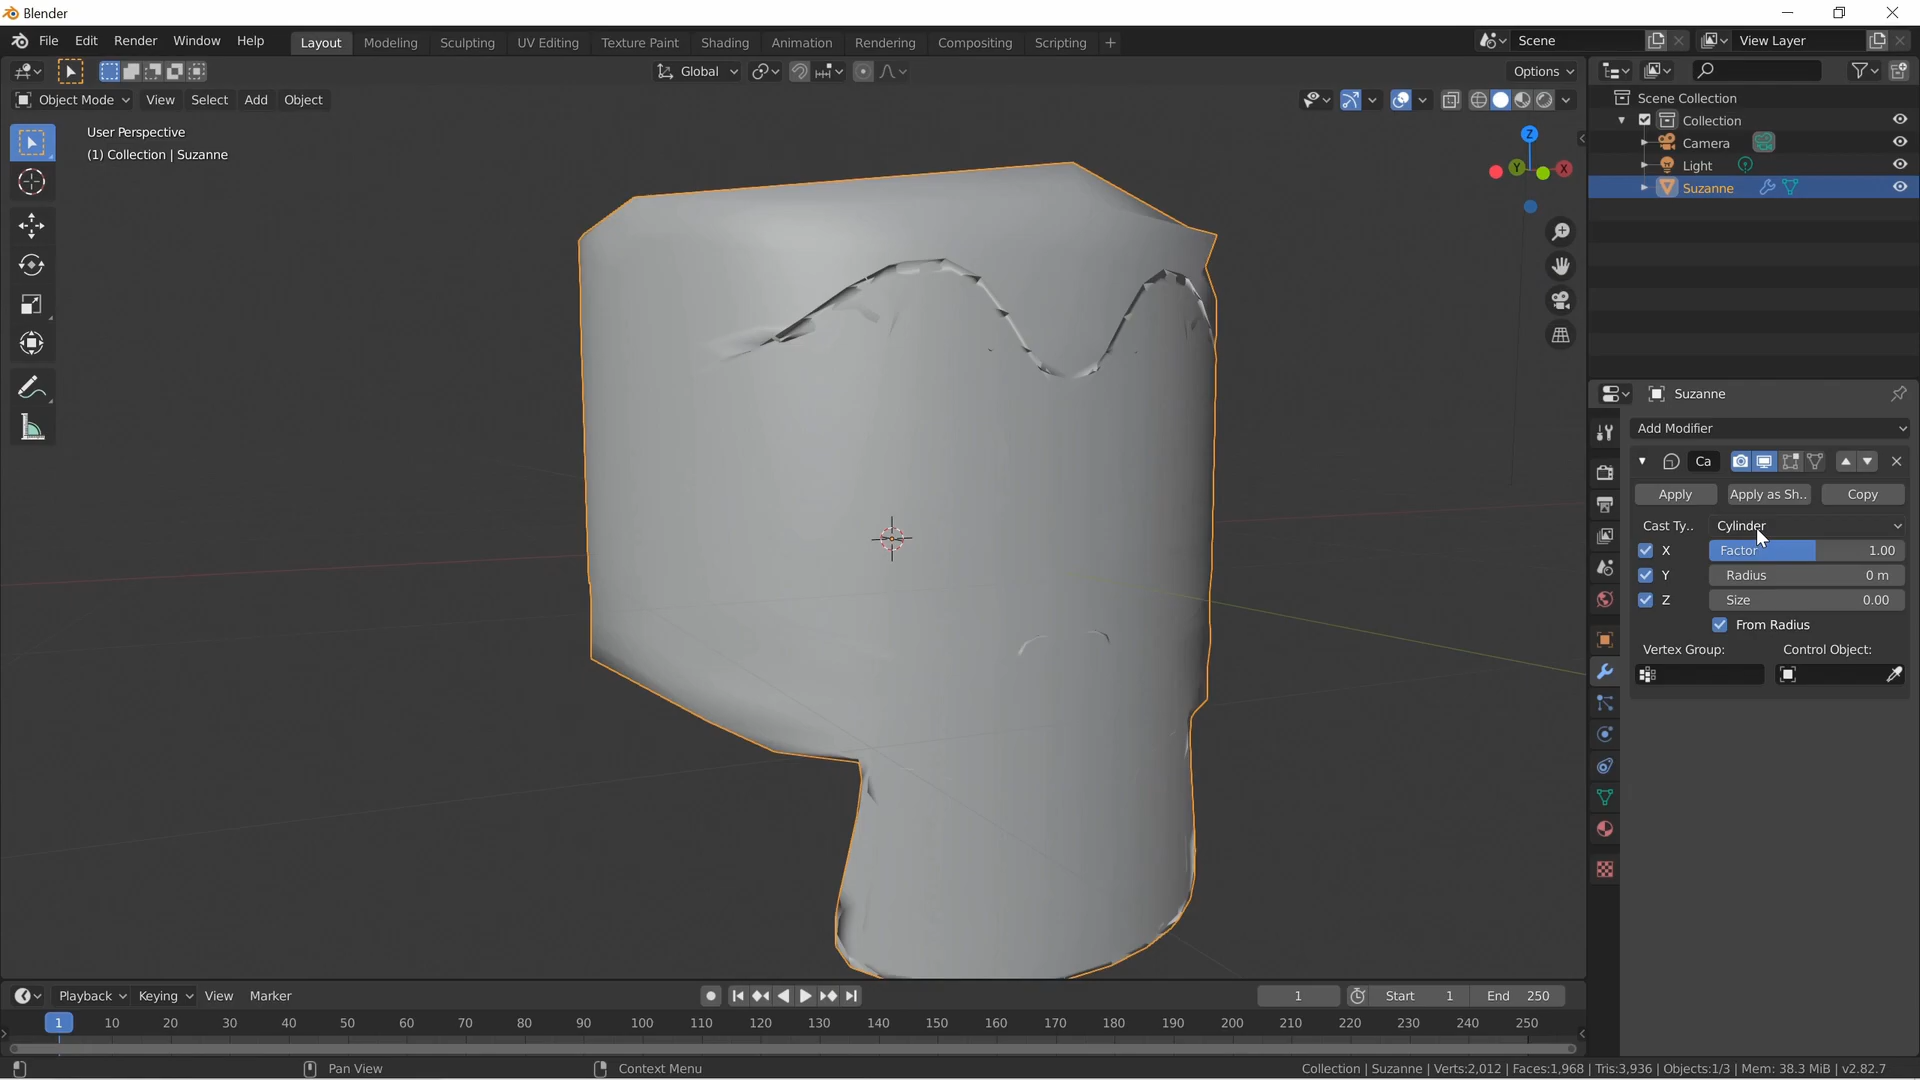 Blender
File Edit Render Window Help Layout Modeling Sculpting UV Editing Texture Paint Shading Animation Rendering Compositing Scripting + Scene View Layer
Global Options
Object Mode View Select Add Object
User Perspective
(1) Collection | Suzanne
Z
Y
X
Scene Collection
Collection
Camera
Light
Suzanne
Suzanne
Add Modifier
Ca
Apply Apply as Sh.. Copy
Cast Ty.. Cylinder
X Factor 1.00
Y Radius 0 m
Z Size 0.00
From Radius
Vertex Group: Control Object:
Playback Keying View Marker 1 Start 1 End 250
1 10 20 30 40 50 60 70 80 90 100 110 120 130 140 150 160 170 180 190 200 210 220 230 240 250
Pan View Context Menu Collection | Suzanne | Verts:2,012 | Faces:1,968 | Tris:3,936 | Objects:1/3 | Mem: 38.3 MiB | v2.82.7